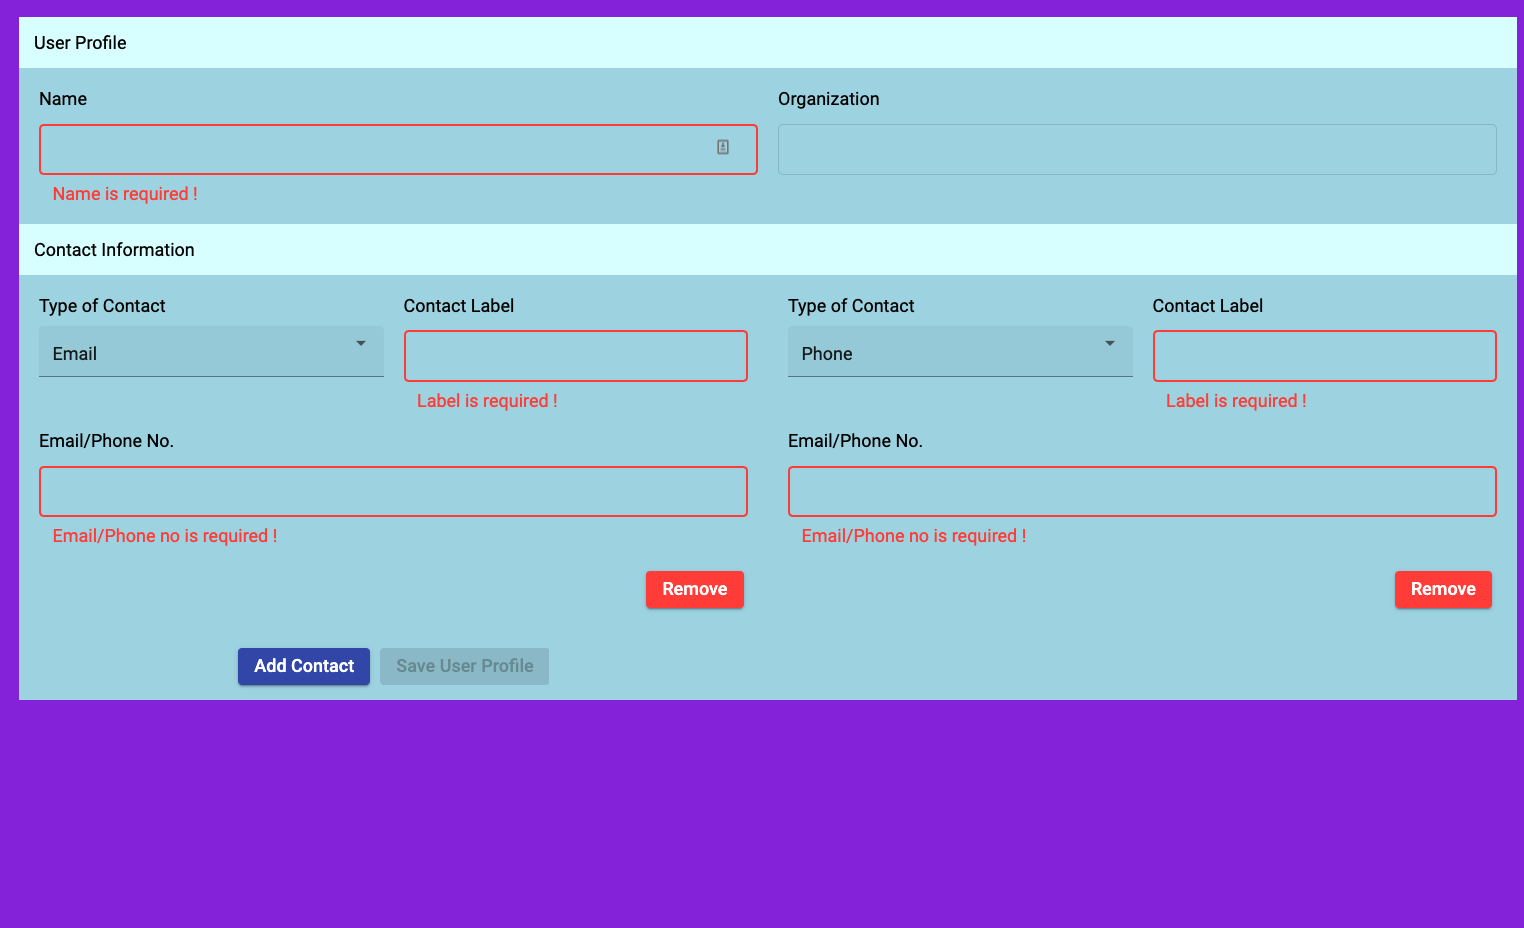 User Profile
Name
Organization
Name is required !
Contact Information
Type of Contact
Contact Label
Type of Contact
Contact Label
Email
Phone
Label is required !
Label is required !
Email/Phone No.
Email/Phone No.
Email/Phone no is required !
Email/Phone no is required !
Remove
Remove
Add Contact
Save User Profile